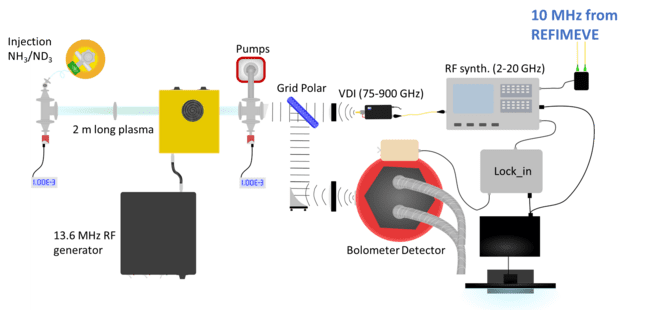 10 MHz from
REFIMEVE
Injection
NH₃/ND₃
Pumps
RF synth. (2-20 GHz)
Grid Polar
VDI (75-900 GHz)
2 m long plasma
Lock_in
1.00E-3
1.00E-3
13.6 MHz RF
generator
Bolometer Detector